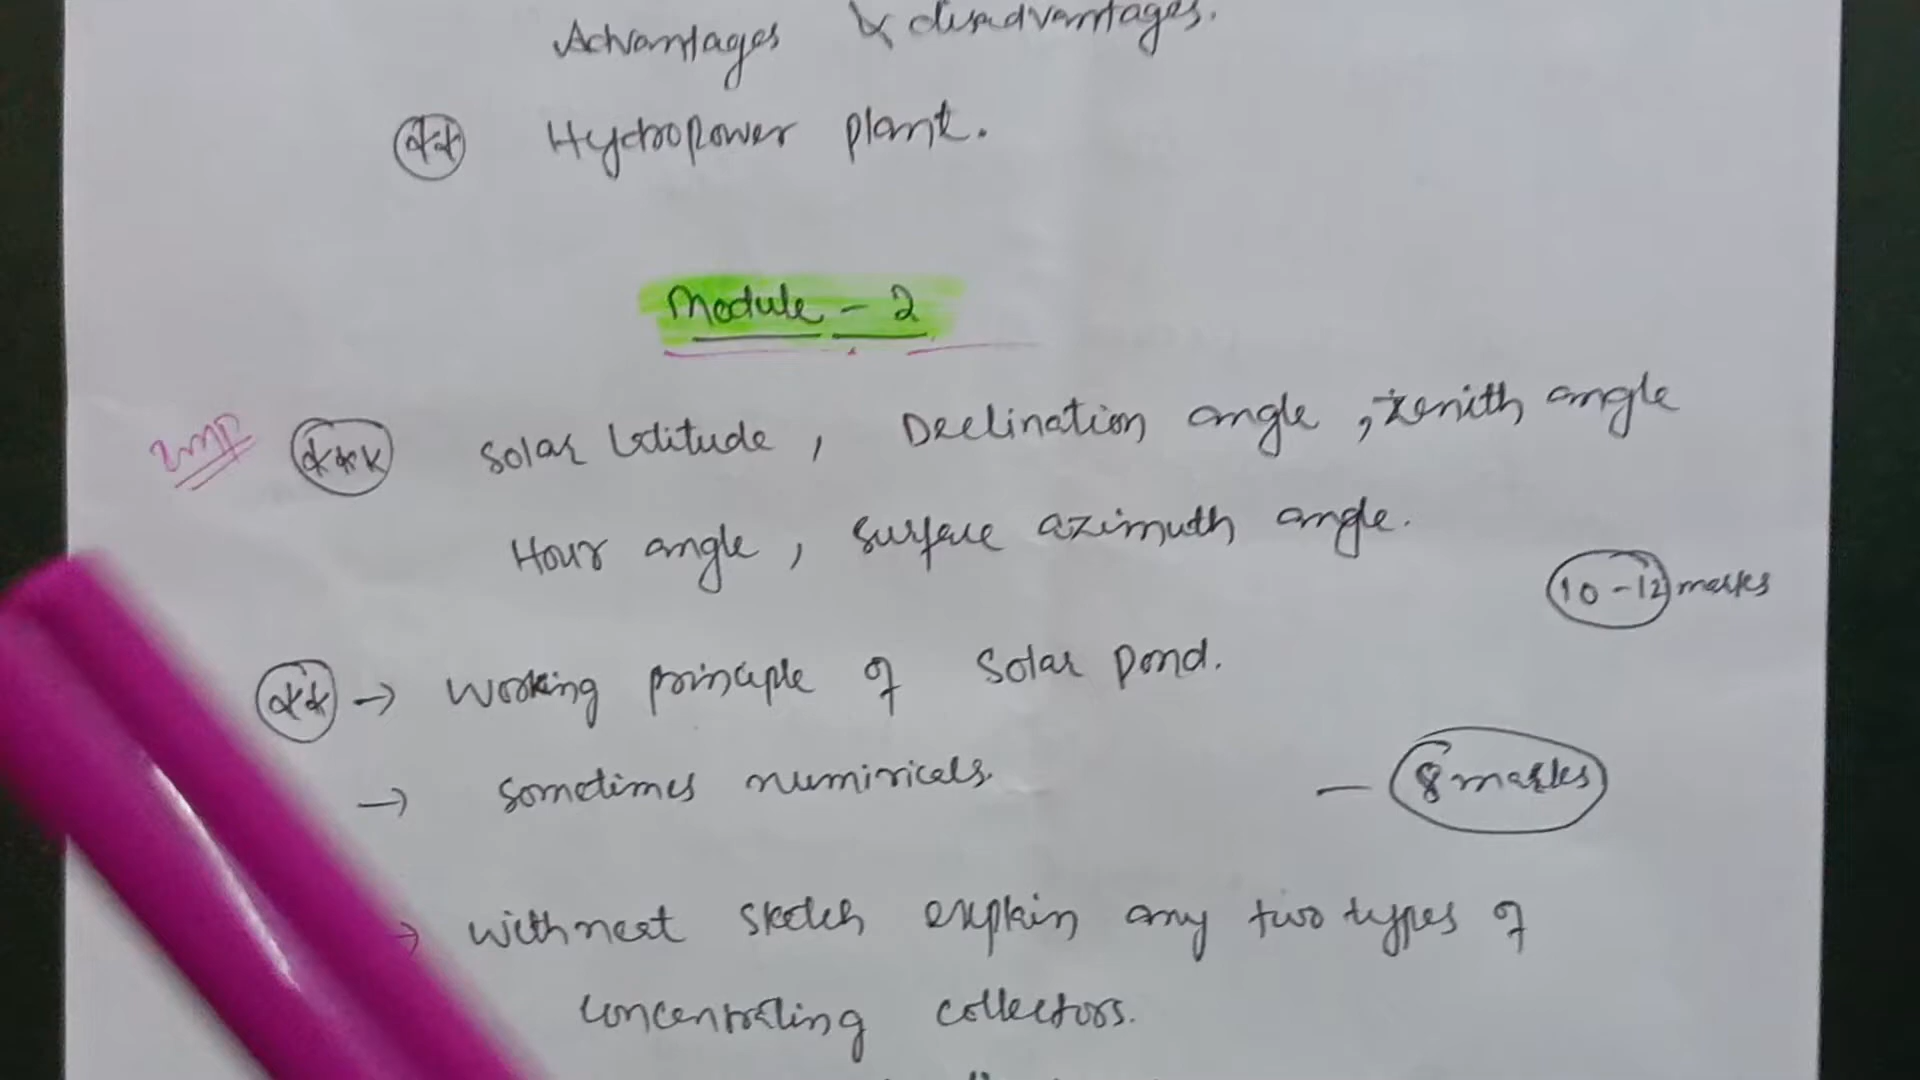 Advantages & disadvantages.
** Hydropower plant.
Module - 2
Imp *** Solar latitude, Declination angle, zenith angle
Hour angle, surface azimuth angle.
10-12 marks
** → working principle of solar pond.
→ sometimes numiricals. — 8 marks
→ with neat sketch explain any two types of
concentrating collectors.